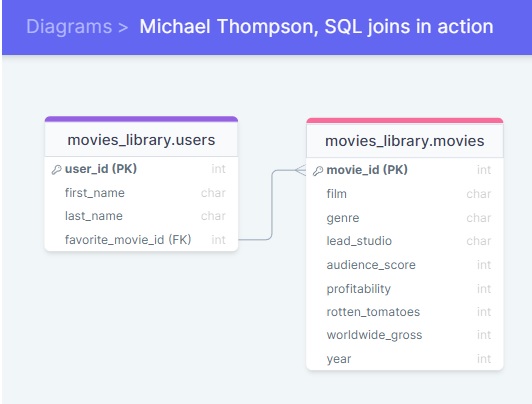 Diagrams > Michael Thompson, SQL joins in action
movies_library.users
user_id (PK) int
first_name char
last_name char
favorite_movie_id (FK) int
movies_library.movies
movie_id (PK) int
film char
genre char
lead_studio char
audience_score int
profitability int
rotten_tomatoes int
worldwide_gross int
year int